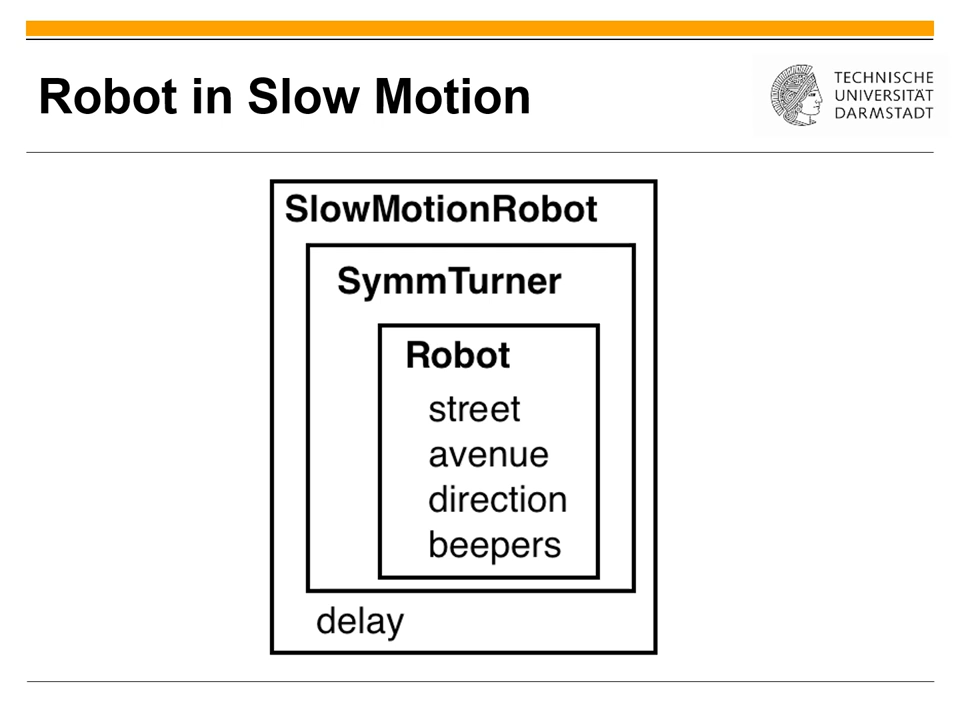 Robot in Slow Motion
TECHNISCHE
UNIVERSITÄT
DARMSTADT
SlowMotionRobot
SymmTurner
Robot
street
avenue
direction
beepers
delay